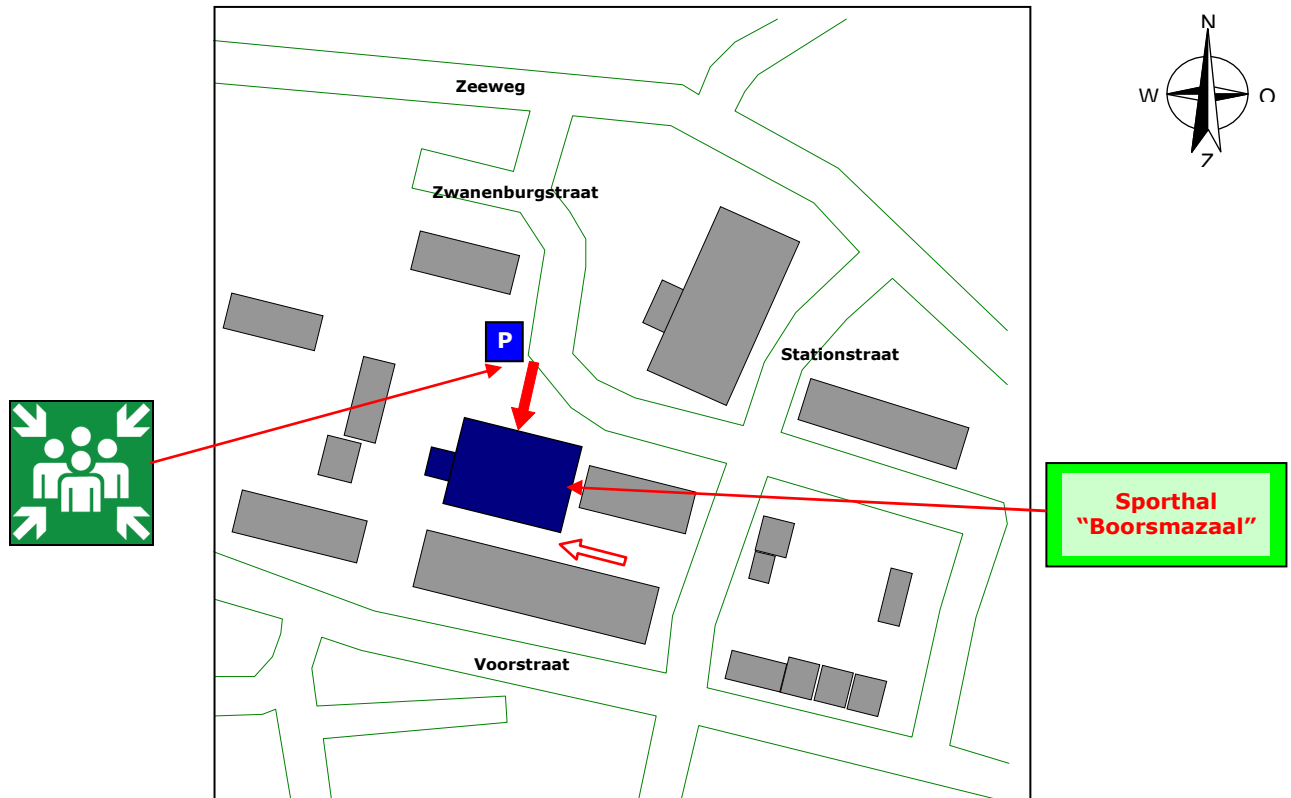 N
W
O
Z
Zeeweg
Zwanenburgstraat
P
Stationstraat
Sporthal
“Boorsmazaal”
Voorstraat